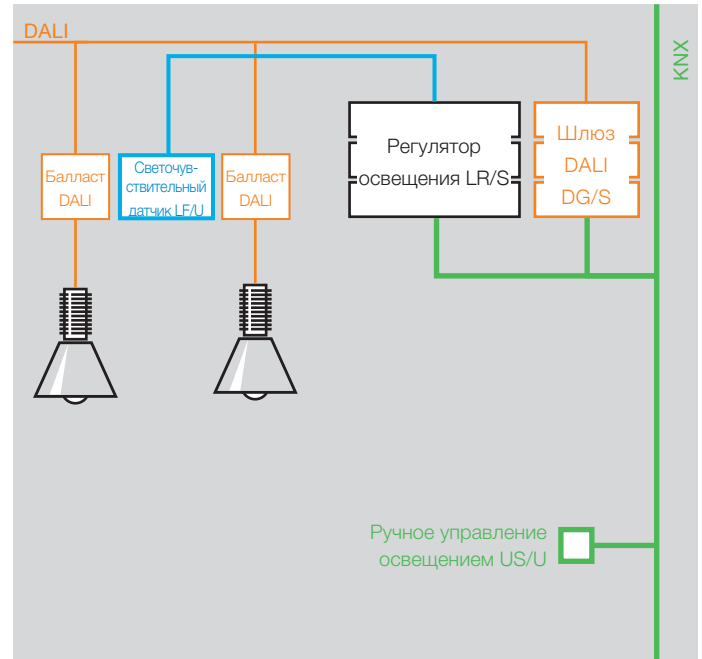 DALI
KNX
Балласт
DALI
Светочув-
ствительный
датчик LF/U
Балласт
DALI
Регулятор
освещения LR/S
Шлюз
DALI
DG/S
Ручное управление
освещением US/U